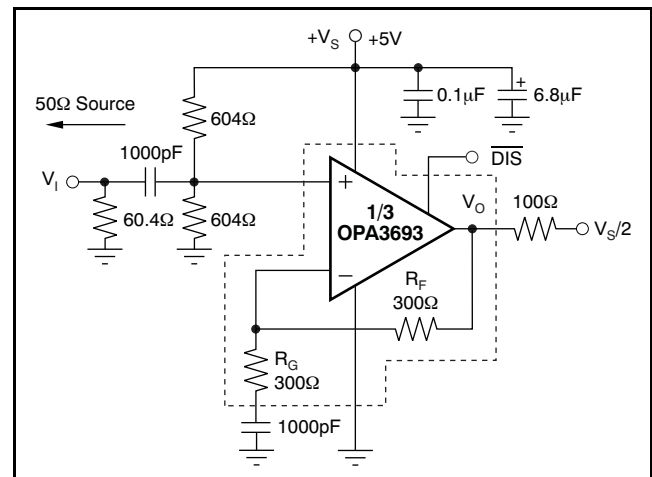 +V_S +5V
0.1μF
6.8μF
+
50Ω Source
604Ω
1000pF
DIS
V_I
+
1/3
OPA3693
V_O
100Ω
60.4Ω
604Ω
V_S/2
−
R_F
300Ω
R_G
300Ω
1000pF